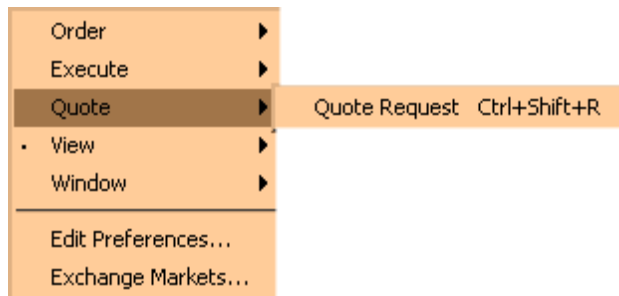 Order
Execute
Quote
Quote Request Ctrl+Shift+R
View
Window
Edit Preferences...
Exchange Markets...